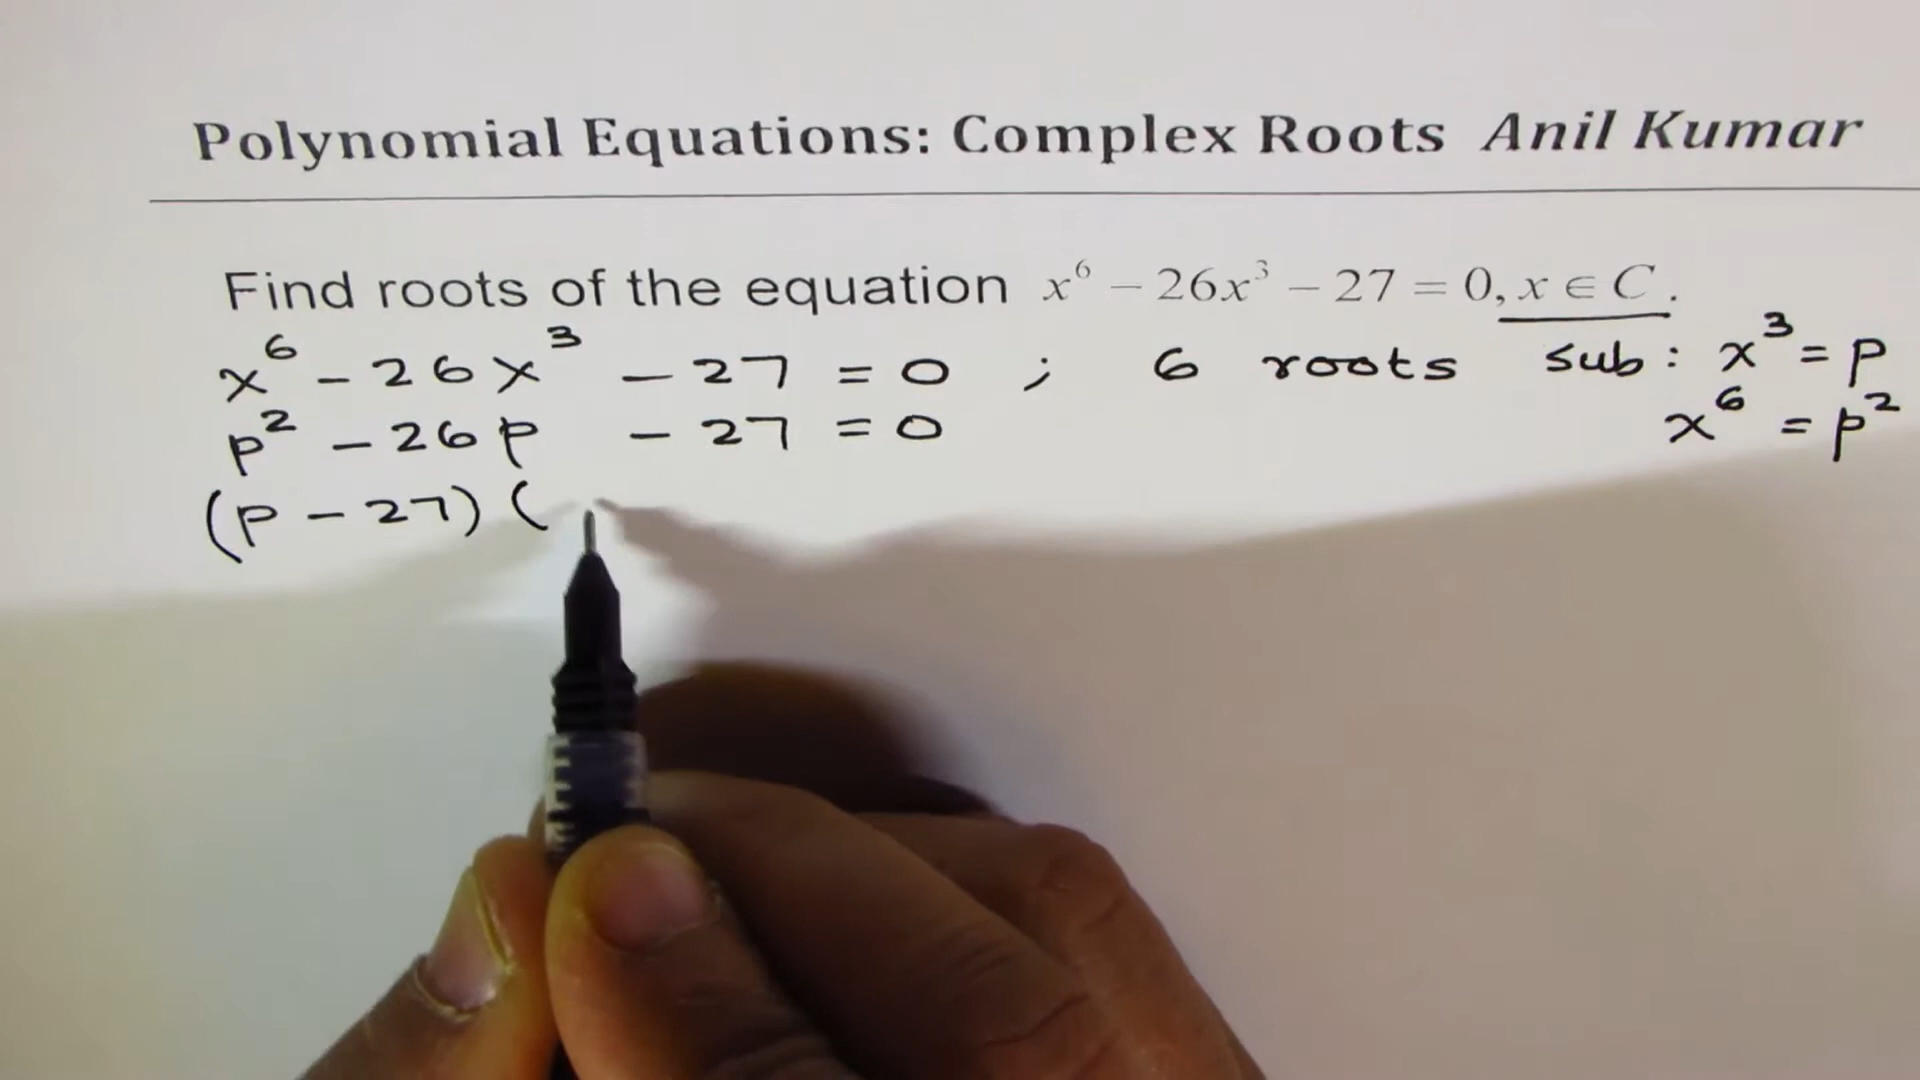 Polynomial Equations: Complex Roots Anil Kumar
Find roots of the equation x⁶ − 26x³ − 27 = 0, x ∈ C.
x⁶ − 26x³ − 27 = 0 ; 6 roots sub: x³ = p
p² − 26p − 27 = 0 x⁶ = p²
(p − 27) (